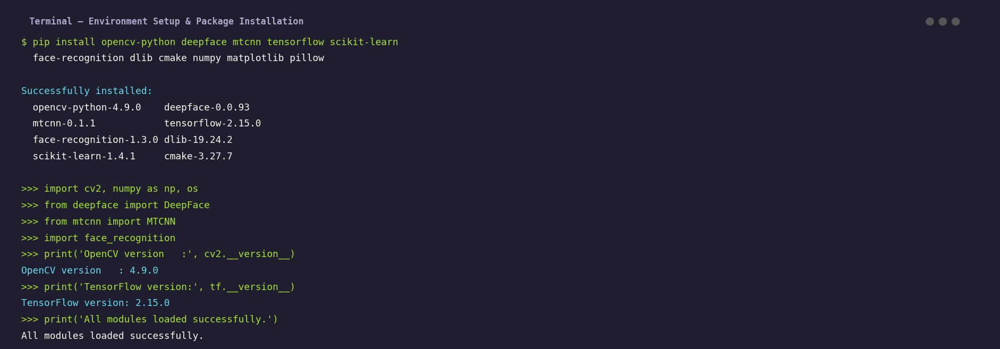 Terminal — Environment Setup & Package Installation
$ pip install opencv-python deepface mtcnn tensorflow scikit-learn
  face-recognition dlib cmake numpy matplotlib pillow
Successfully installed:
  opencv-python-4.9.0    deepface-0.0.93
  mtcnn-0.1.1            tensorflow-2.15.0
  face-recognition-1.3.0 dlib-19.24.2
  scikit-learn-1.4.1     cmake-3.27.7
>>> import cv2, numpy as np, os
>>> from deepface import DeepFace
>>> from mtcnn import MTCNN
>>> import face_recognition
>>> print('OpenCV version   :', cv2.__version__)
OpenCV version   : 4.9.0
>>> print('TensorFlow version:', tf.__version__)
TensorFlow version: 2.15.0
>>> print('All modules loaded successfully.')
All modules loaded successfully.